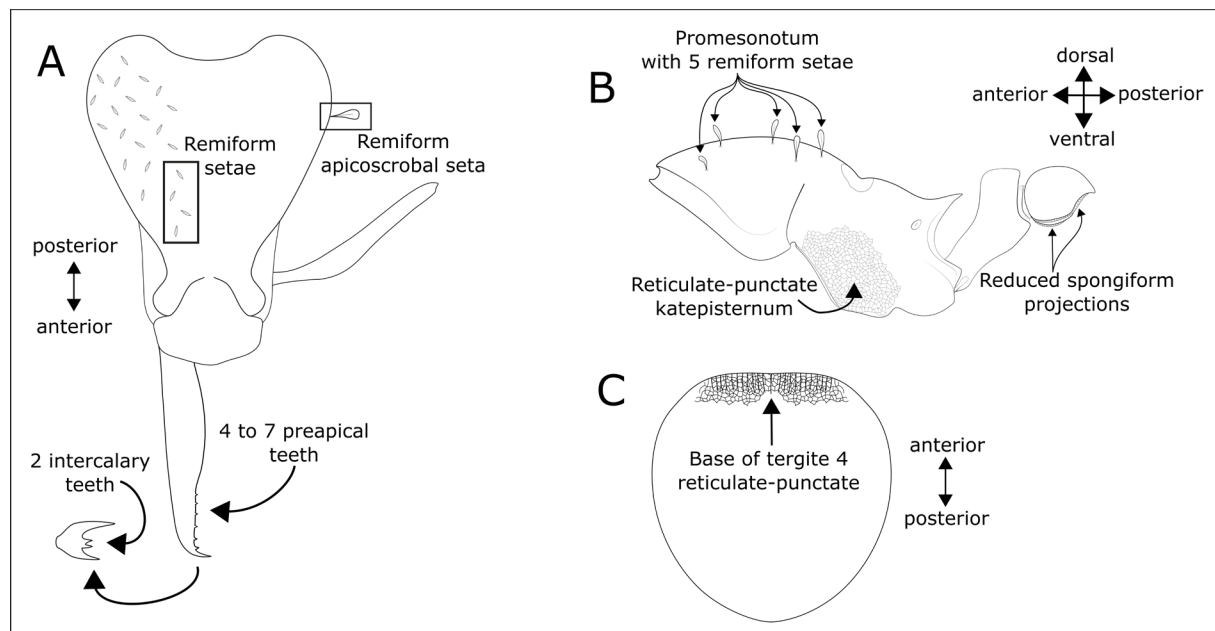 A
Remiform
setae
Remiform
apicoscrobal seta
posterior
anterior
4 to 7 preapical
teeth
2 intercalary
teeth
B
Promesonotum
with 5 remiform setae
dorsal
anterior
posterior
ventral
Reticulate-punctate
katepisternum
Reduced spongiform
projections
C
Base of tergite 4
reticulate-punctate
anterior
posterior